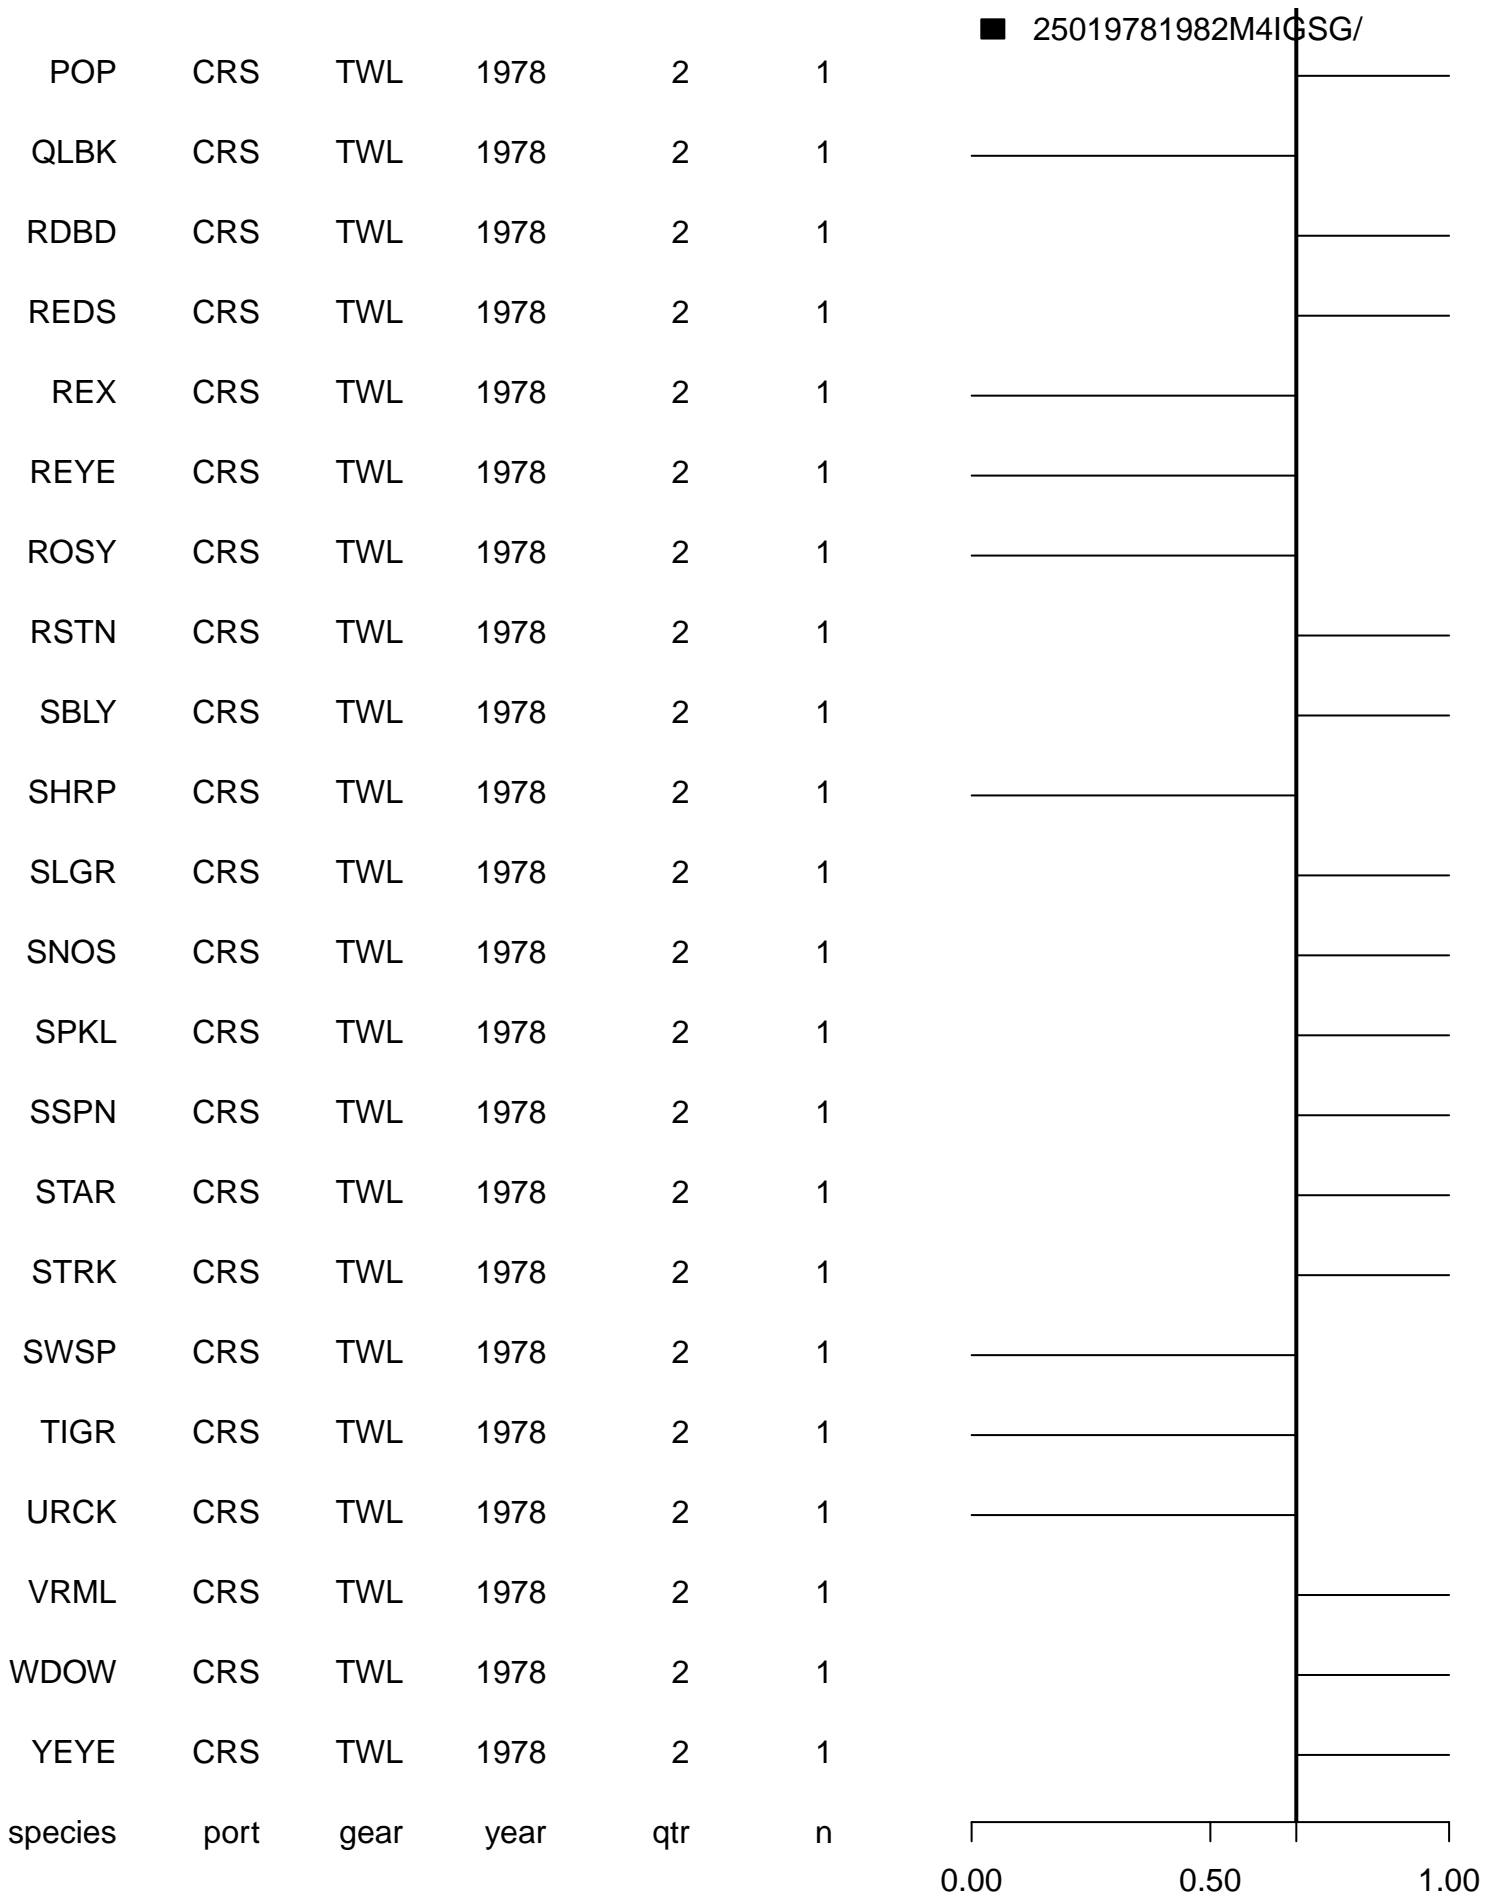 25019781982M4IGSG/
POP CRS TWL 1978 2 1
QLBK CRS TWL 1978 2 1
RDBD CRS TWL 1978 2 1
REDS CRS TWL 1978 2 1
REX CRS TWL 1978 2 1
REYE CRS TWL 1978 2 1
ROSY CRS TWL 1978 2 1
RSTN CRS TWL 1978 2 1
SBLY CRS TWL 1978 2 1
SHRP CRS TWL 1978 2 1
SLGR CRS TWL 1978 2 1
SNOS CRS TWL 1978 2 1
SPKL CRS TWL 1978 2 1
SSPN CRS TWL 1978 2 1
STAR CRS TWL 1978 2 1
STRK CRS TWL 1978 2 1
SWSP CRS TWL 1978 2 1
TIGR CRS TWL 1978 2 1
URCK CRS TWL 1978 2 1
VRML CRS TWL 1978 2 1
WDOW CRS TWL 1978 2 1
YEYE CRS TWL 1978 2 1
species port gear year qtr n
0.00 0.50 1.00